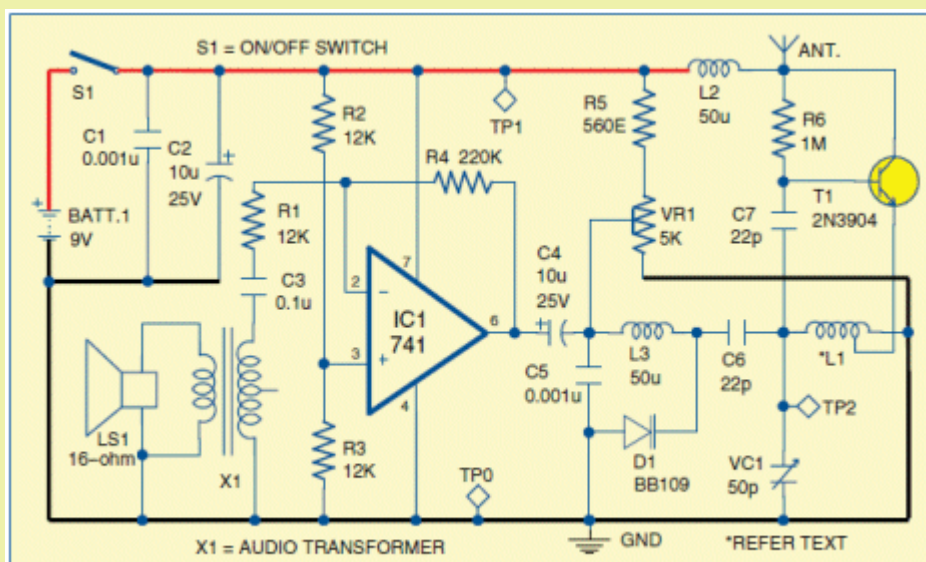 S1 = ON/OFF SWITCH
ANT.
S1
C1
0.001u
C2
10u
25V
R2
12K
TP1
R5
560E
L2
50u
R6
1M
R4 220K
+
BATT.1
9V
R1
12K
C3
0.1u
T1
2N3904
C7
22p
VR1
5K
+
7
2
−
IC1
741
6
3
+
4
C4
10u
25V
+
C5
0.001u
L3
50u
C6
22p
*L1
LS1
16–ohm
X1
R3
12K
TP0
D1
BB109
TP2
VC1
50p
X1 = AUDIO TRANSFORMER
GND
*REFER TEXT